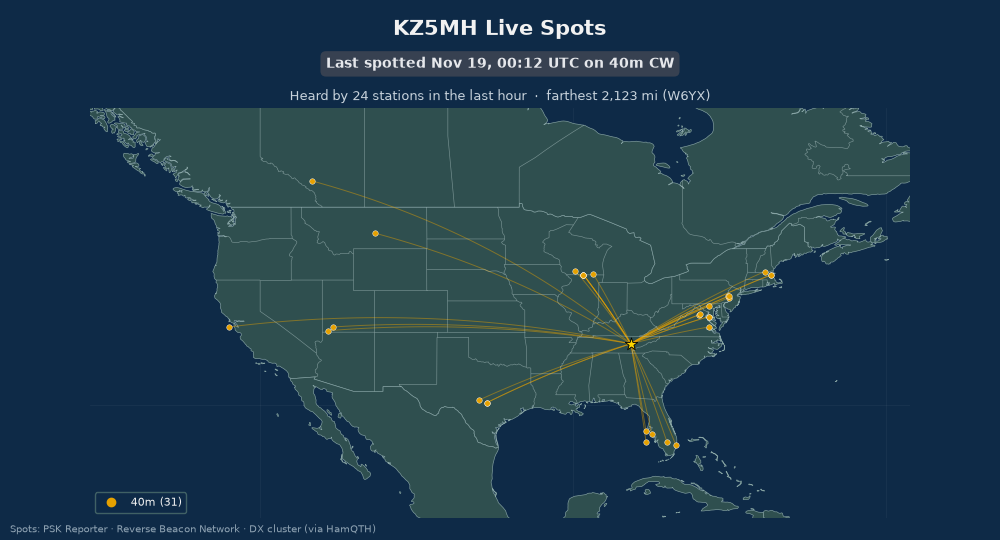 KZ5MH Live Spots
Last spotted Nov 19, 00:12 UTC on 40m CW
Heard by 24 stations in the last hour · farthest 2,123 mi (W6YX)
40m (31)
Spots: PSK Reporter · Reverse Beacon Network · DX cluster (via HamQTH)